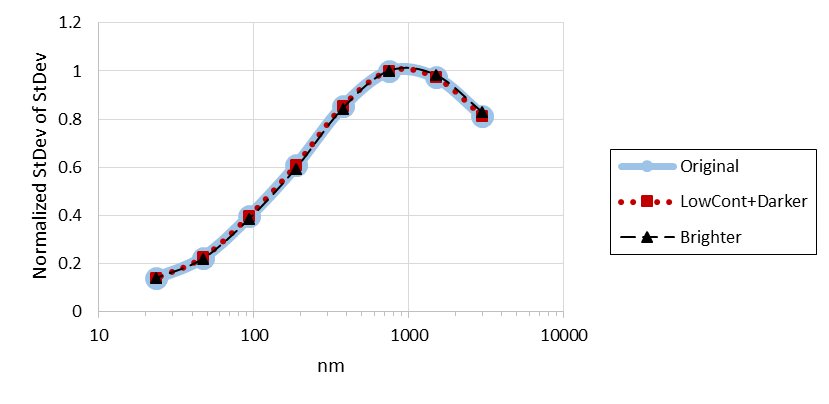 1.2
1
0.8
0.6
0.4
0.2
0
10
100
1000
10000
nm
Normalized StDev of StDev
Original
LowCont+Darker
Brighter